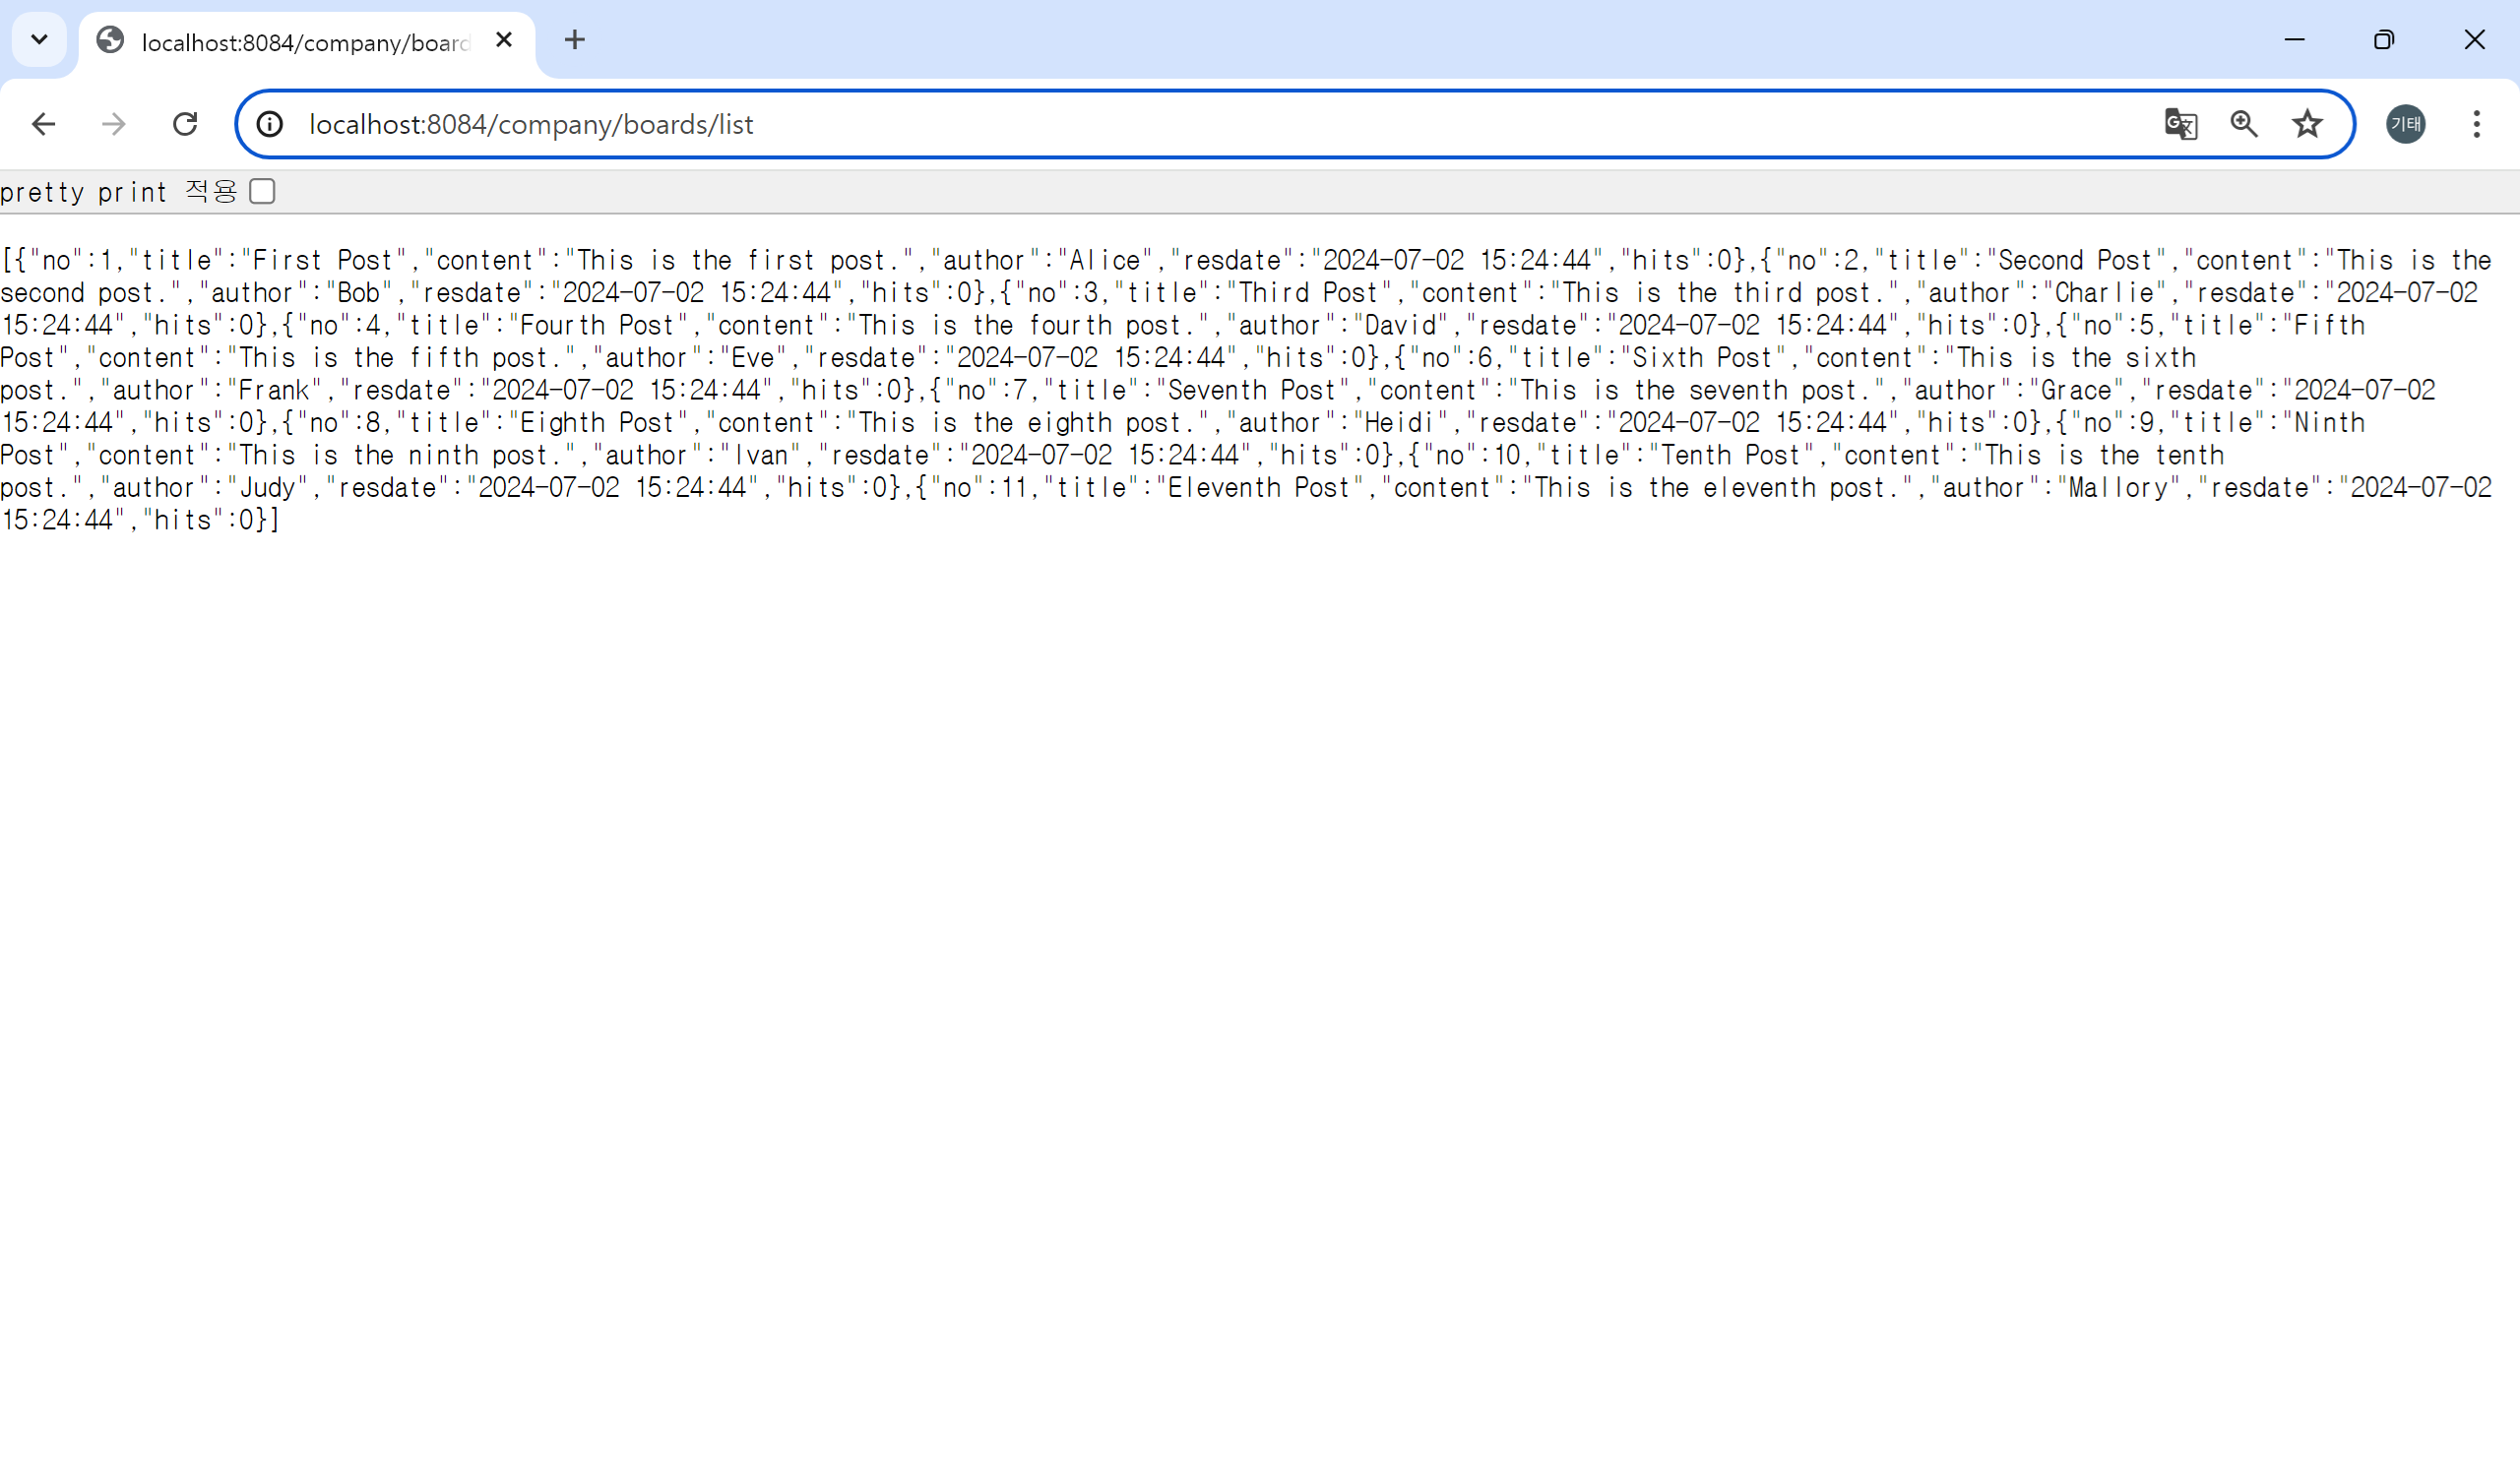 localhost:8084/company/board
localhost:8084/company/boards/list
기태
pretty print 적용
[{"no":1,"title":"First Post","content":"This is the first post.","author":"Alice","resdate":"2024-07-02 15:24:44","hits":0},{"no":2,"title":"Second Post","content":"This is the
second post.","author":"Bob","resdate":"2024-07-02 15:24:44","hits":0},{"no":3,"title":"Third Post","content":"This is the third post.","author":"Charlie","resdate":"2024-07-02
15:24:44","hits":0},{"no":4,"title":"Fourth Post","content":"This is the fourth post.","author":"David","resdate":"2024-07-02 15:24:44","hits":0},{"no":5,"title":"Fifth
Post","content":"This is the fifth post.","author":"Eve","resdate":"2024-07-02 15:24:44","hits":0},{"no":6,"title":"Sixth Post","content":"This is the sixth
post.","author":"Frank","resdate":"2024-07-02 15:24:44","hits":0},{"no":7,"title":"Seventh Post","content":"This is the seventh post.","author":"Grace","resdate":"2024-07-02
15:24:44","hits":0},{"no":8,"title":"Eighth Post","content":"This is the eighth post.","author":"Heidi","resdate":"2024-07-02 15:24:44","hits":0},{"no":9,"title":"Ninth
Post","content":"This is the ninth post.","author":"Ivan","resdate":"2024-07-02 15:24:44","hits":0},{"no":10,"title":"Tenth Post","content":"This is the tenth
post.","author":"Judy","resdate":"2024-07-02 15:24:44","hits":0},{"no":11,"title":"Eleventh Post","content":"This is the eleventh post.","author":"Mallory","resdate":"2024-07-02
15:24:44","hits":0}]